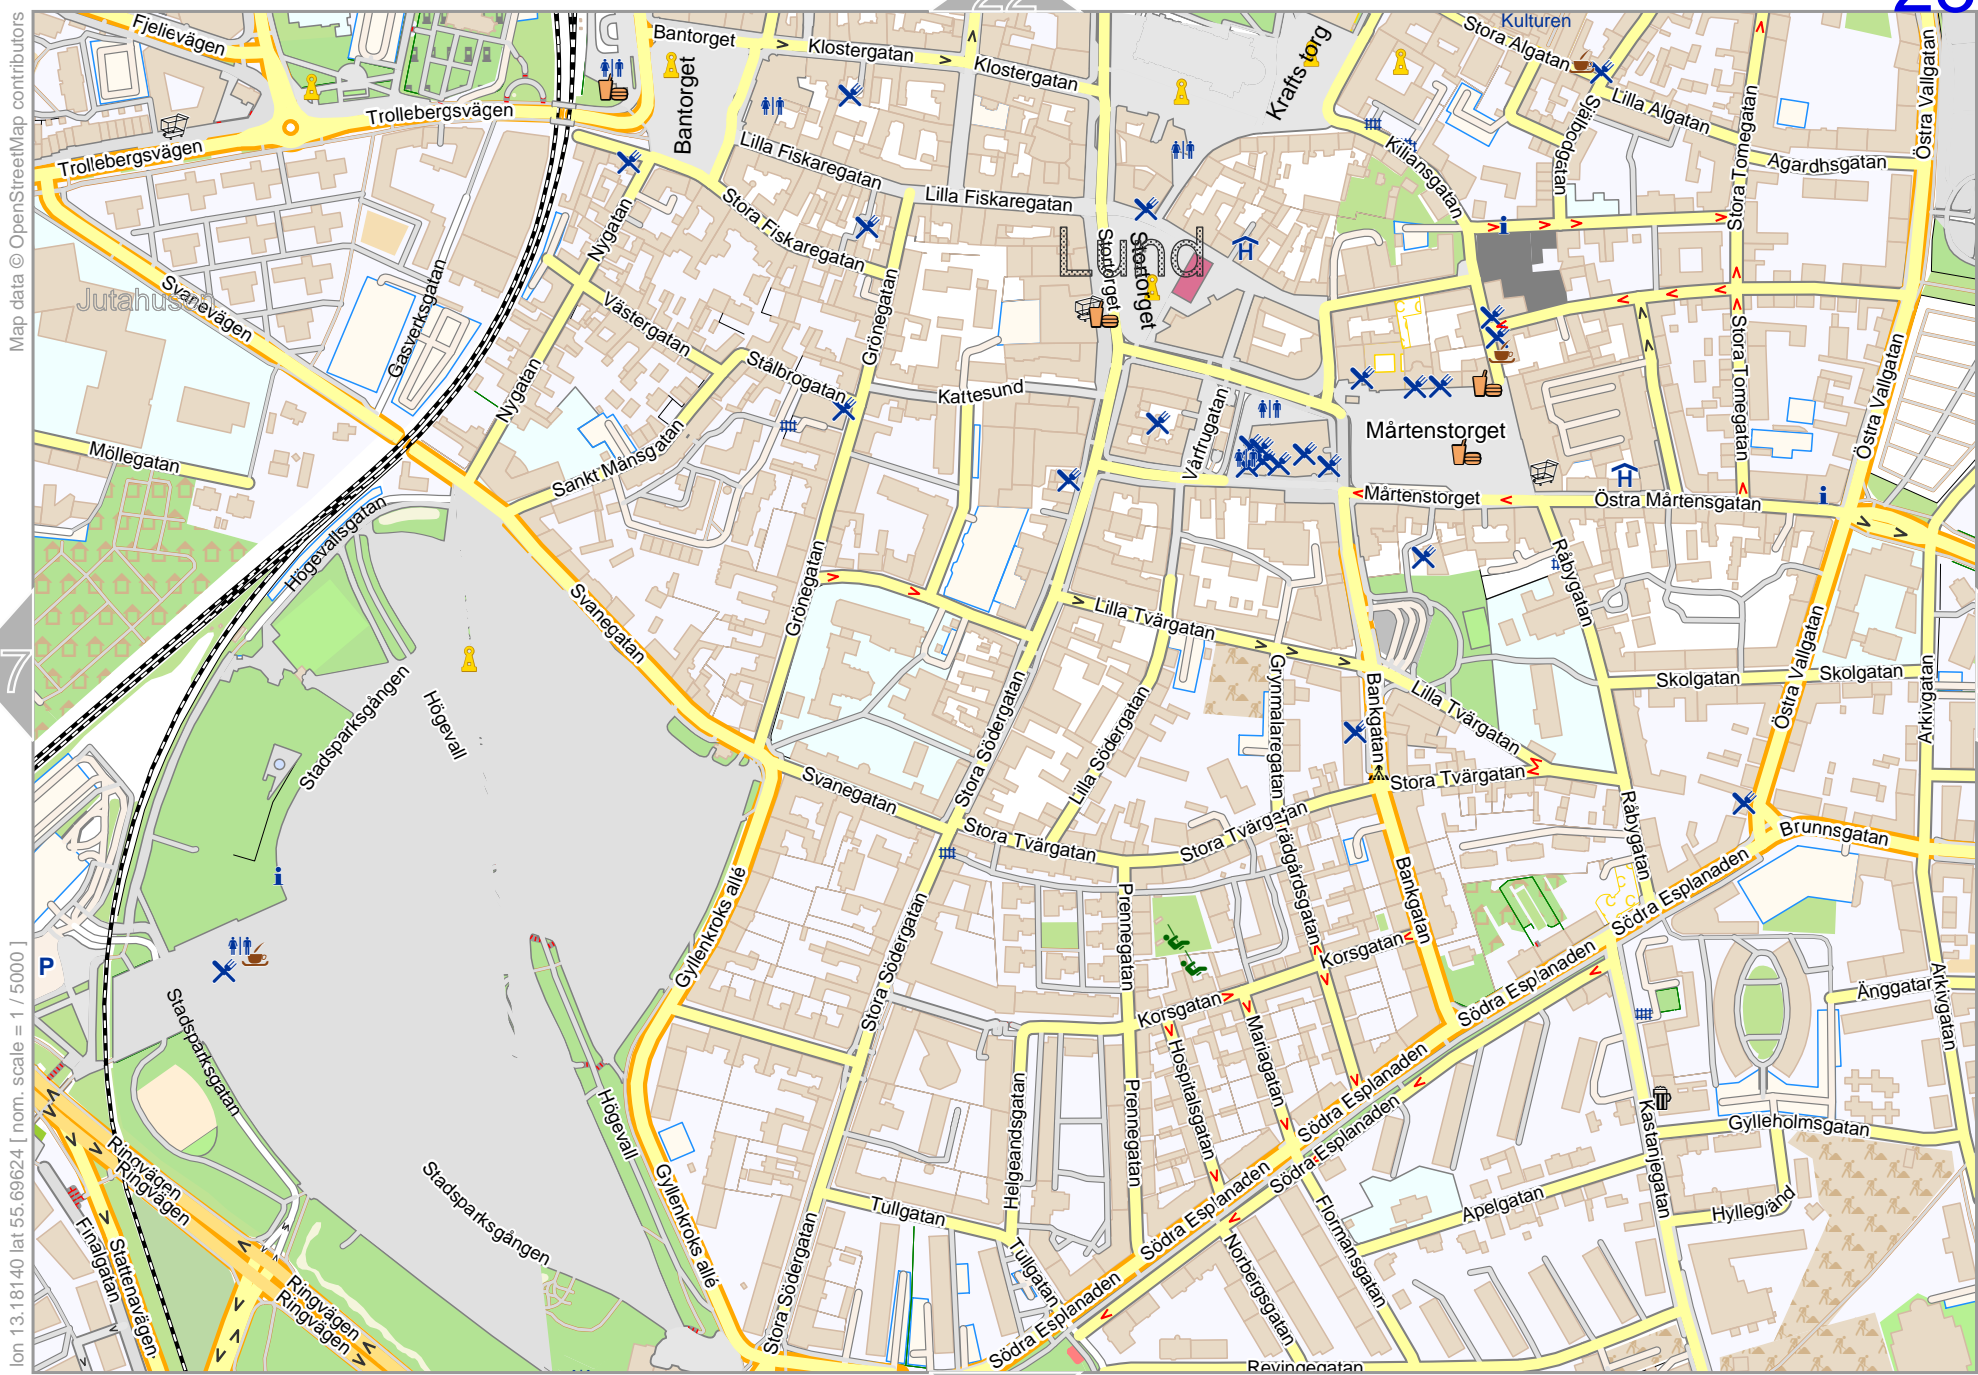 22
Kulturen
Fjelievägen
Bantorget
Klostergatan
Klostergatan
Stora Algatan
Krafts torg
Östra Vallgatan
Bantorget
Trollebergsvägen
Trollebergsvägen
Lilla Algatan
Stålbodgatan
Stora Tomegatan
Agardhsgatan
Kiliansgatan
Lilla Fiskaregatan
Lilla Fiskaregatan
Stora Fiskaregatan
Nygatan
Lund
Stortorget
Stortorget
Svanevägen
Gasverksgatan
Västergatan
Grönegatan
Stålbrogatan
Kattesund
Nygatan
Stora Tomegatan
Östra Vallgatan
Vårfrugatan
Mårtenstorget
Möllegatan
Sankt Månsgatan
Mårtenstorget
Östra Mårtensgatan
Högevallsgatan
Råbygatan
Svanegatan
Grönegatan
Lilla Tvärgatan
Östra Vallgatan
Skolgatan
Skolgatan
Arkivgatan
Grynmalaregatan
Bankgatan
Lilla Tvärgatan
Stadsparksgången
Högevall
Stora Södergatan
Lilla Södergatan
Svanegatan
Stora Tvärgatan
Stora Tvärgatan
Stora Tvärgatan
Råbygatan
Brunnsgatan
Trädgårdsgatan
Bankgatan
Södra Esplanaden
Gyllenkroks allé
Prennegatan
Stora Södergatan
Korsgatan
Korsgatan
Södra Esplanaden
Änggatan
Arkivgatan
P
Stadsparksgatan
Mariagatan
Hospitalsgatan
Södra Esplanaden
Södra Esplanaden
Högevall
Helgeandsgatan
Prennegatan
Kastanjegatan
Gylleholmsgatan
Ringvägen
Ringvägen
Stadsparksgången
Gyllenkroks allé
Södra Esplanaden
Södra Esplanaden
Apelgatan
Hyllegränd
Tullgatan
Tullgatan
Flormansgatan
Norbergsgatan
Finlagatan
Stattenavägen
Ringvägen
Ringvägen
Stora Södergatan
Södra Esplanaden
Revingegatan
7
Map data © OpenStreetMap contributors
lon 13.18140 lat 55.69624 [ nom. scale = 1 / 5000 ]